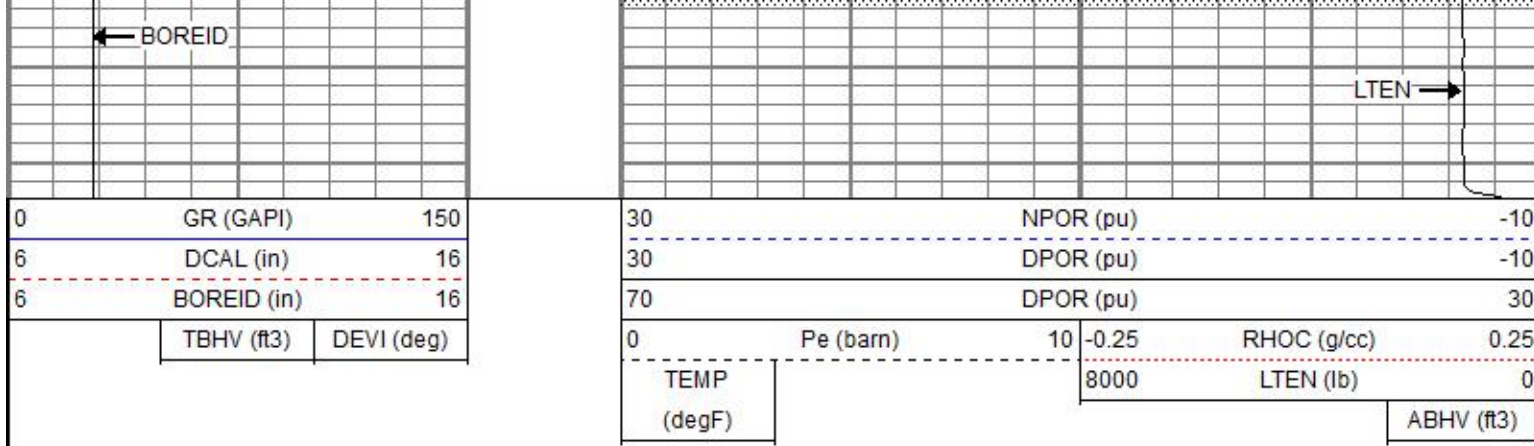 BOREID
LTEN
0 GR (GAPI) 150
6 DCAL (in) 16
6 BOREID (in) 16
TBHV (ft3) DEVI (deg)
30 NPOR (pu) -10
30 DPOR (pu) -10
70 DPOR (pu) 30
0 Pe (barn) 10 -0.25 RHOC (g/cc) 0.25
TEMP 8000 LTEN (lb) 0
(degF) ABHV (ft3)